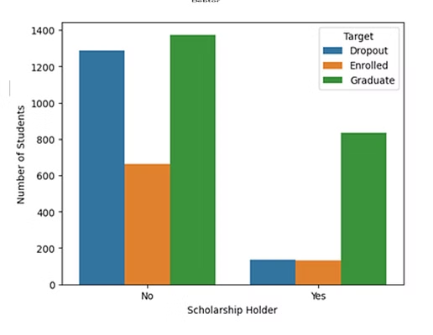 1400
1200
1000
800
600
400
200
0
Number of Students
Target
Dropout
Enrolled
Graduate
No
Yes
Scholarship Holder